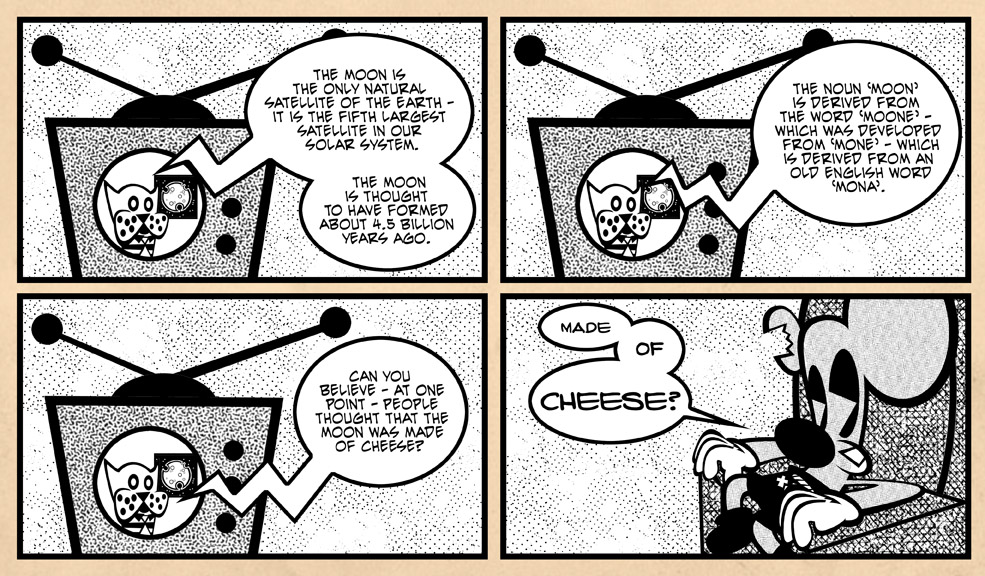 THE MOON IS
THE ONLY NATURAL
SATELLITE OF THE EARTH -
IT IS THE FIFTH LARGEST
SATELLITE IN OUR
SOLAR SYSTEM.
THE MOON
IS THOUGHT
TO HAVE FORMED
ABOUT 4.5 BILLION
YEARS AGO.
THE NOUN 'MOON'
IS DERIVED FROM
THE WORD 'MOONE' -
WHICH WAS DEVELOPED
FROM 'MONE' - WHICH
IS DERIVED FROM AN
OLD ENGLISH WORD
'MONA'.
CAN YOU
BELIEVE - AT ONE
POINT - PEOPLE
THOUGHT THAT THE
MOON WAS MADE
OF CHEESE?
MADE
OF
CHEESE?